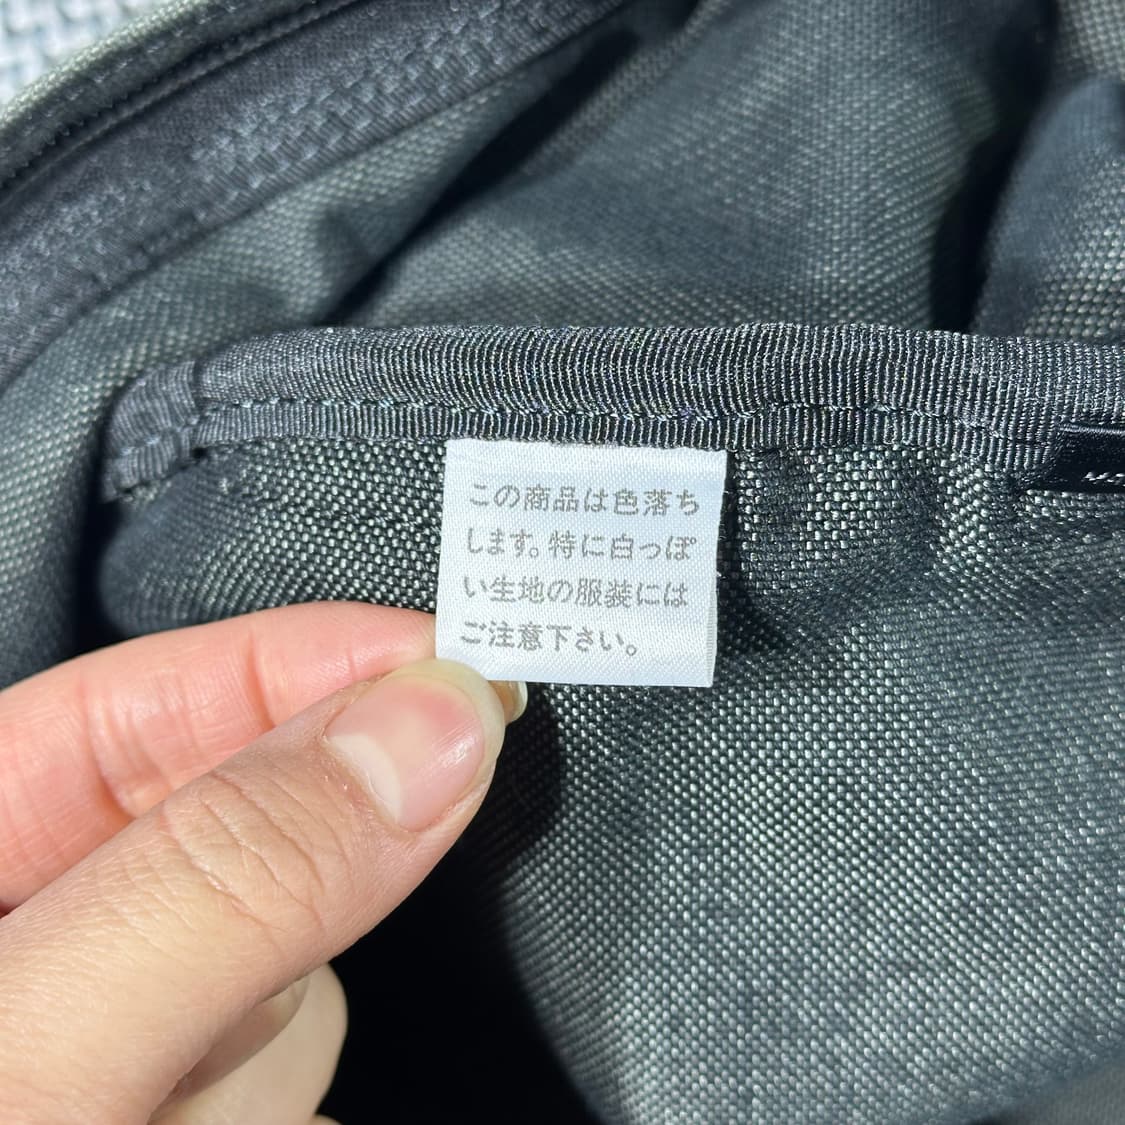 この商品は色落ち
します。特に白っぽ
い生地の服装には
ご注意下さい。